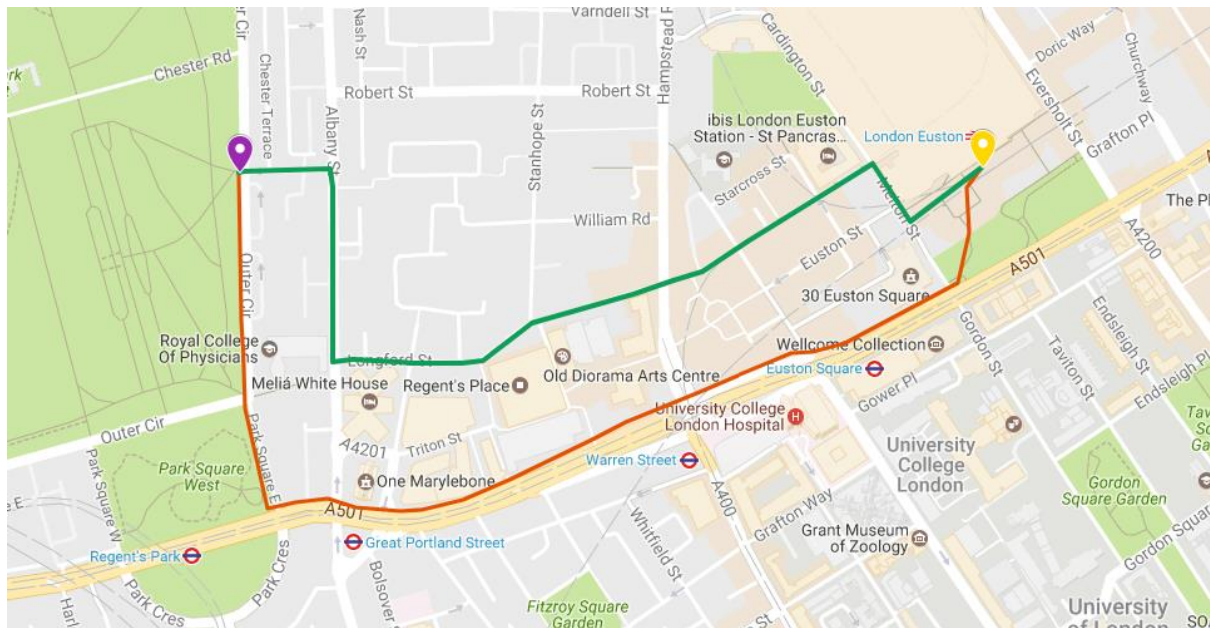 Outer Cir
Nash St
Varndell St
Cardington St
Doric Way
Churchway
Chester Rd
Chester Terrace
Albany St
Robert St
Robert St
Stanhope St
Eversholt St
Grafton Pl
ibis London Euston
Station - St Pancras...
London Euston
Starcross St
Melton St
William Rd
Euston St
A4200
A501
Outer Cir
30 Euston Square
Gordon St
Endsleigh St
Taviton St
Endsleigh Pl
Royal College
Of Physicians
Longford St
Wellcome Collection
Euston Square
Meliá White House
Regent's Place
Old Diorama Arts Centre
Gower Pl
Outer Cir
Park Square E
University College
London Hospital
A4201
Triton St
University
College
London
Park Square W
Park Square
West
Warren Street
One Marylebone
A400
Gordon
Square Garden
Grafton Way
A501
Whitfield St
Grant Museum
of Zoology
Gordon Square
Regent's Park
Great Portland Street
Park Cres
Park Cres
Bolsover
Fitzroy Square
Garden
University
of London